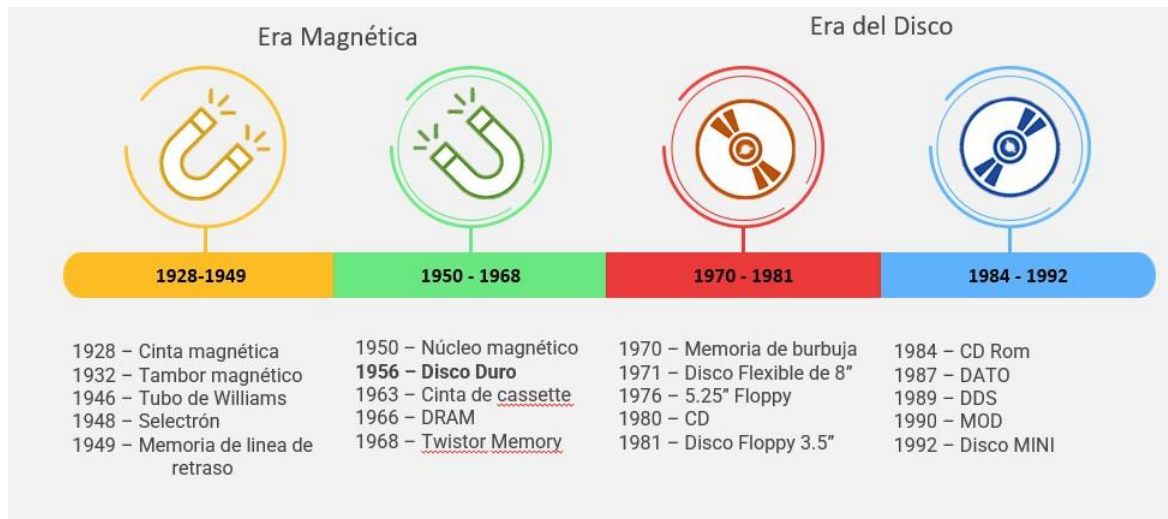 Era Magnética
Era del Disco
1928-1949
1950 - 1968
1970 - 1981
1984 - 1992
1928 – Cinta magnética
1932 – Tambor magnético
1946 – Tubo de Williams
1948 – Selectrón
1949 – Memoria de linea de
retraso
1950 – Núcleo magnético
1956 – Disco Duro
1963 – Cinta de cassette
1966 – DRAM
1968 – Twistor Memory
1970 – Memoria de burbuja
1971 – Disco Flexible de 8”
1976 – 5.25” Floppy
1980 – CD
1981 – Disco Floppy 3.5”
1984 – CD Rom
1987 – DATO
1989 – DDS
1990 – MOD
1992 – Disco MINI